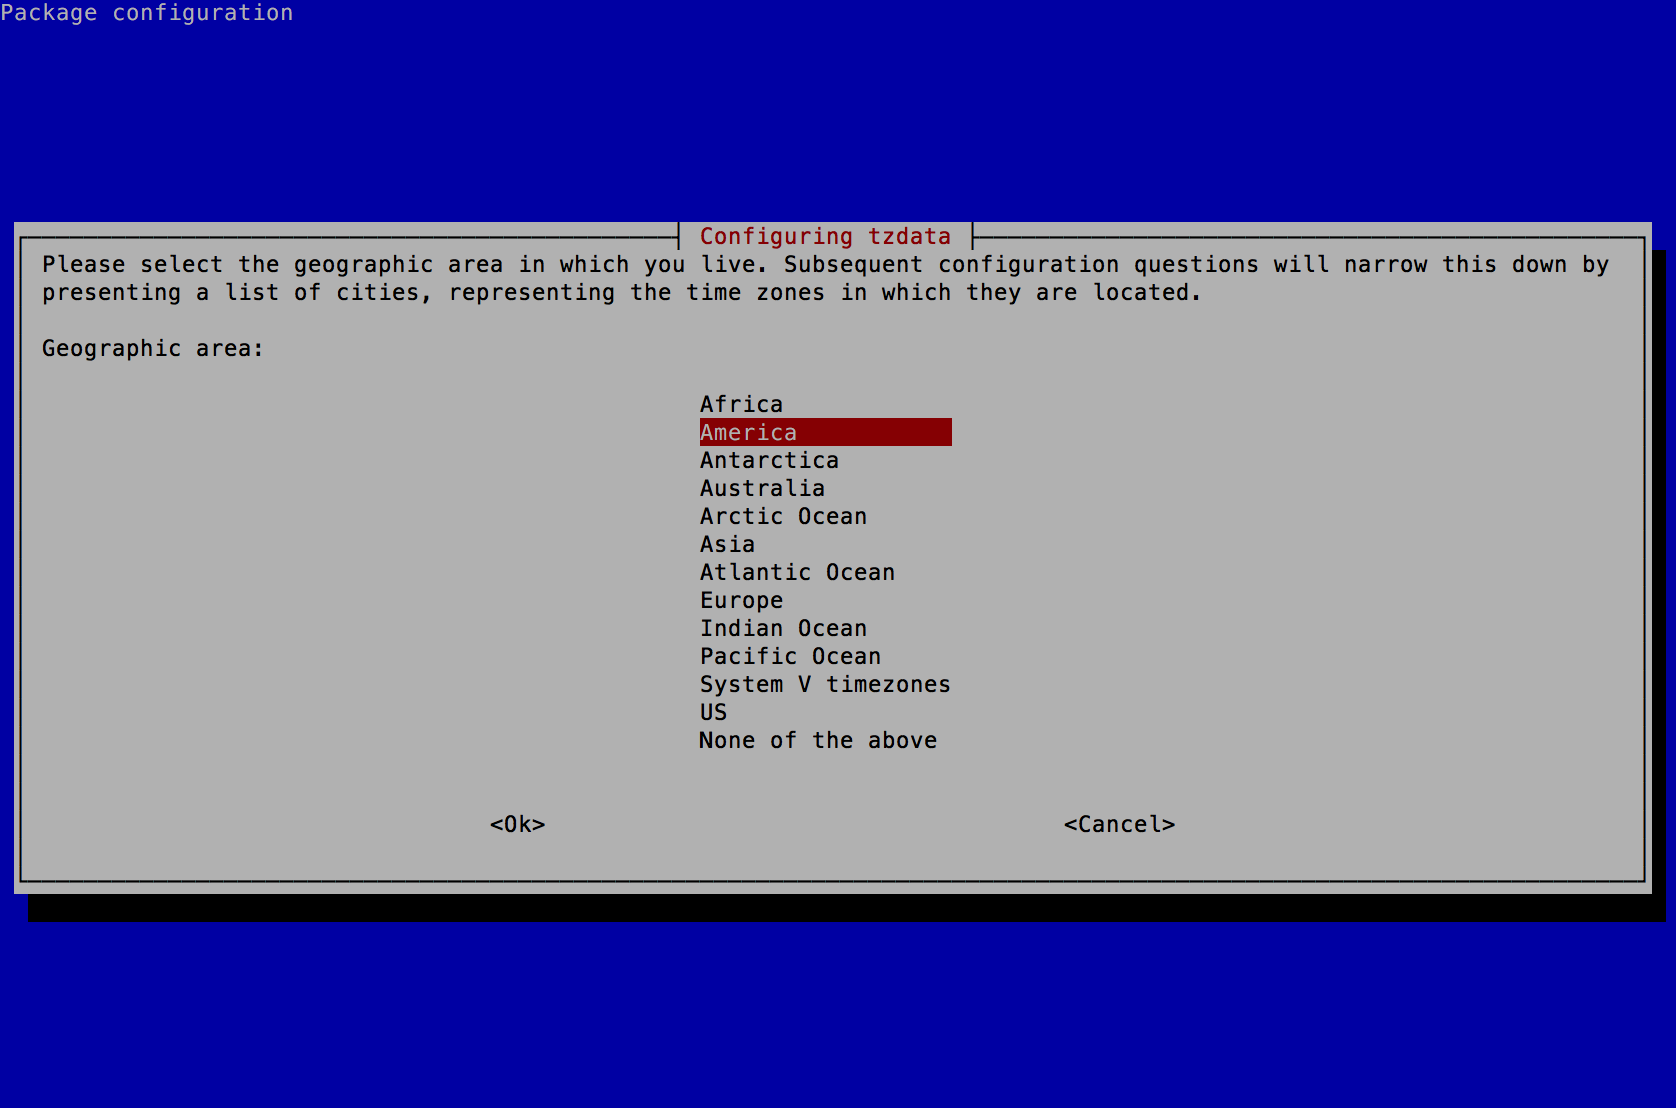 Package configuration
Configuring tzdata
Please select the geographic area in which you live. Subsequent configuration questions will narrow this down by
presenting a list of cities, representing the time zones in which they are located.
Geographic area:
Africa
America
Antarctica
Australia
Arctic Ocean
Asia
Atlantic Ocean
Europe
Indian Ocean
Pacific Ocean
System V timezones
US
None of the above
<Ok> <Cancel>